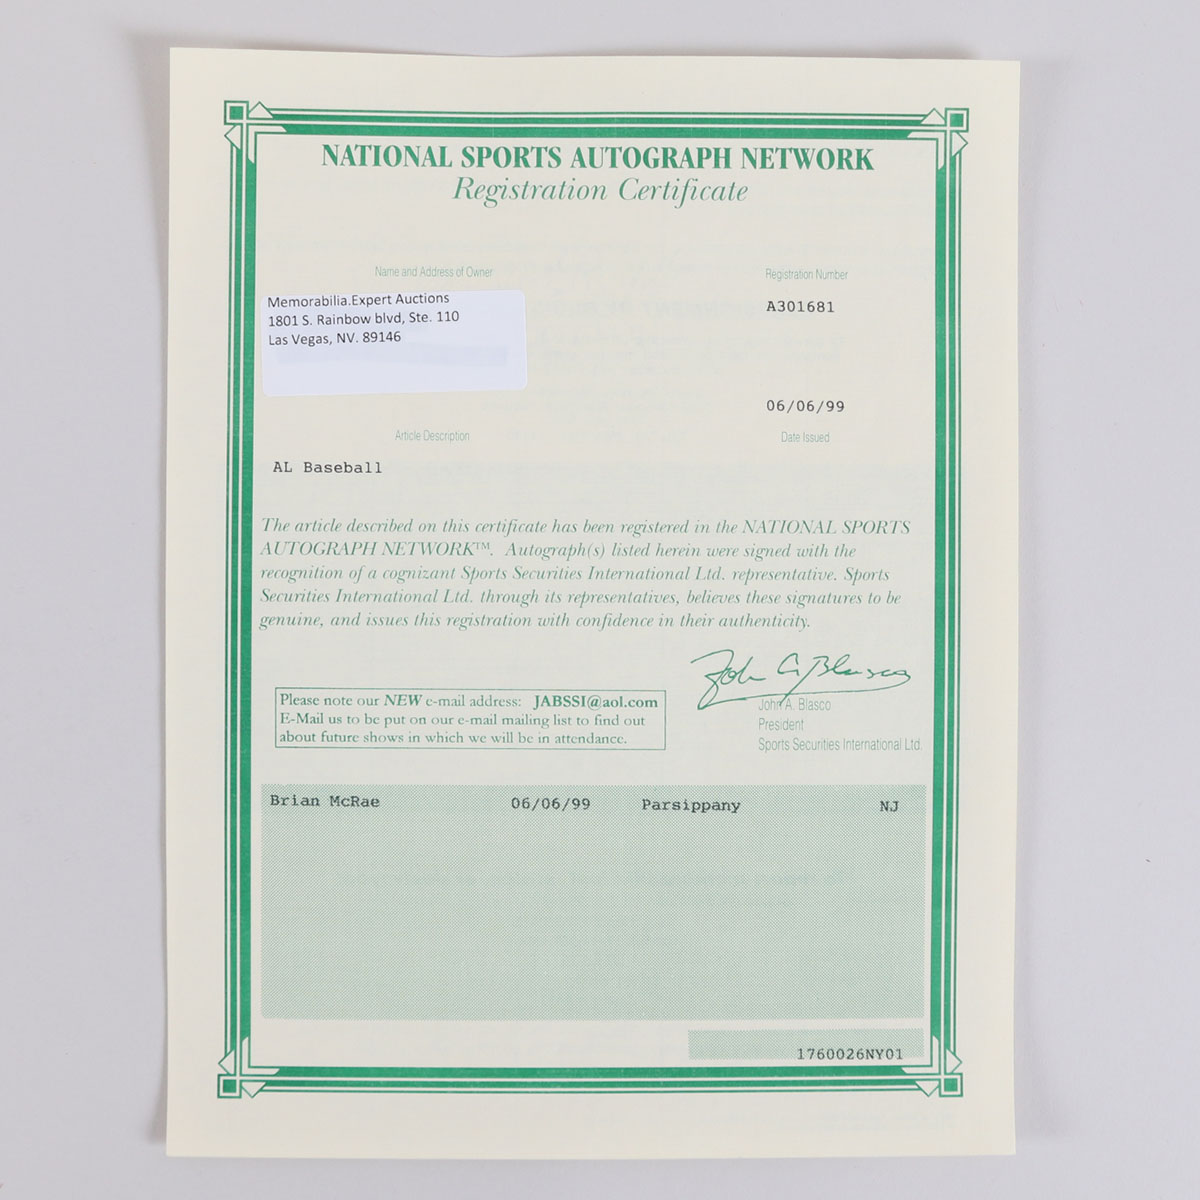 NATIONAL SPORTS AUTOGRAPH NETWORK
Registration Certificate
Name and Address of Owner
Registration Number
Memorabilia.Expert Auctions
1801 S. Rainbow blvd, Ste. 110
Las Vegas, NV. 89146
A301681
06/06/99
Date Issued
Article Description
AL Baseball
The article described on this certificate has been registered in the NATIONAL SPORTS
AUTOGRAPH NETWORK™. Autograph(s) listed herein were signed with the
recognition of a cognizant Sports Securities International Ltd. representative. Sports
Securities International Ltd. through its representatives, believes these signatures to be
genuine, and issues this registration with confidence in their authenticity.
John A. Blasco
John A. Blasco
President
Sports Securities International Ltd.
Please note our NEW e-mail address: JABSSI@aol.com
E-Mail us to be put on our e-mail mailing list to find out
about future shows in which we will be in attendance.
Brian McRae 06/06/99 Parsippany NJ
1760026NY01